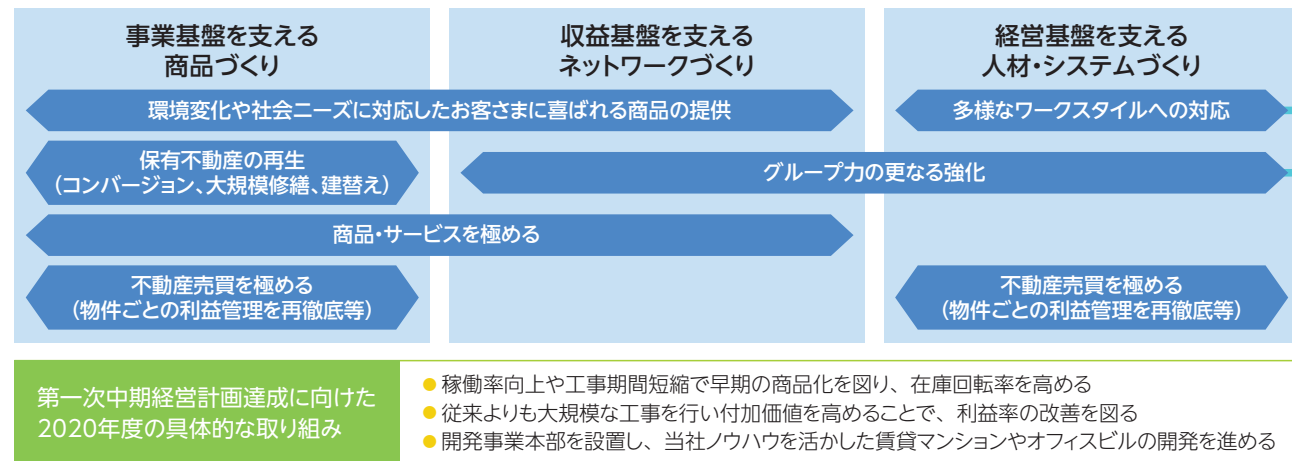 事業基盤を支える
商品づくり
収益基盤を支える
ネットワークづくり
経営基盤を支える
人材・システムづくり
環境変化や社会ニーズに対応したお客さまに喜ばれる商品の提供
多様なワークスタイルへの対応
保有不動産の再生
（コンバージョン、大規模修繕、建替え）
グループ力の更なる強化
商品・サービスを極める
不動産売買を極める
（物件ごとの利益管理を再徹底等）
不動産売買を極める
（物件ごとの利益管理を再徹底等）
第一次中期経営計画達成に向けた
2020年度の具体的な取り組み
●稼働率向上や工事期間短縮で早期の商品化を図り、在庫回転率を高める
●従来よりも大規模な工事を行い付加価値を高めることで、利益率の改善を図る
●開発事業本部を設置し、当社ノウハウを活かした賃貸マンションやオフィスビルの開発を進める